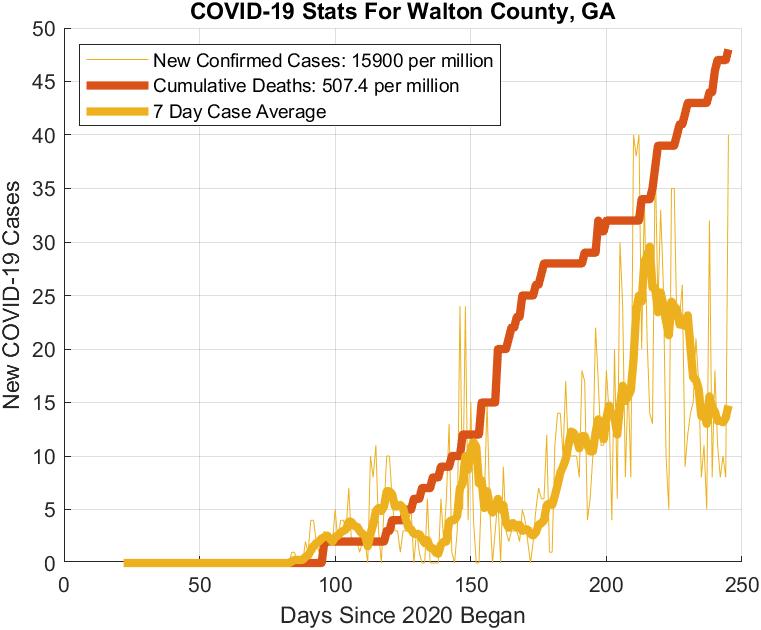 COVID-19 Stats For Walton County, GA
New Confirmed Cases: 15900 per million
Cumulative Deaths: 507.4 per million
7 Day Case Average
New COVID-19 Cases
50
45
40
35
30
25
20
15
10
5
0
0 50 100 150 200 250
Days Since 2020 Began